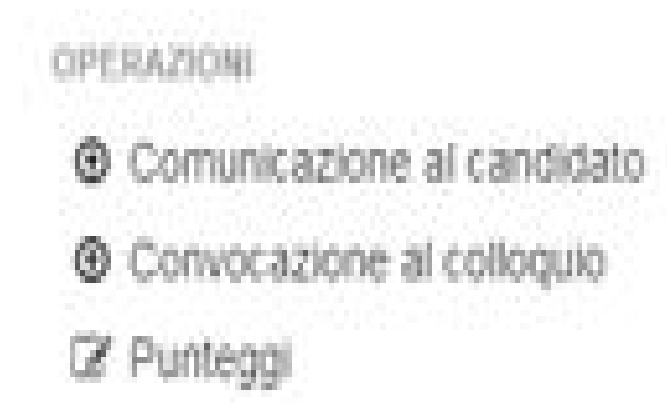 OPERAZIONI
Comunicazione al candidato
Convocazione al colloquio
Punteggi